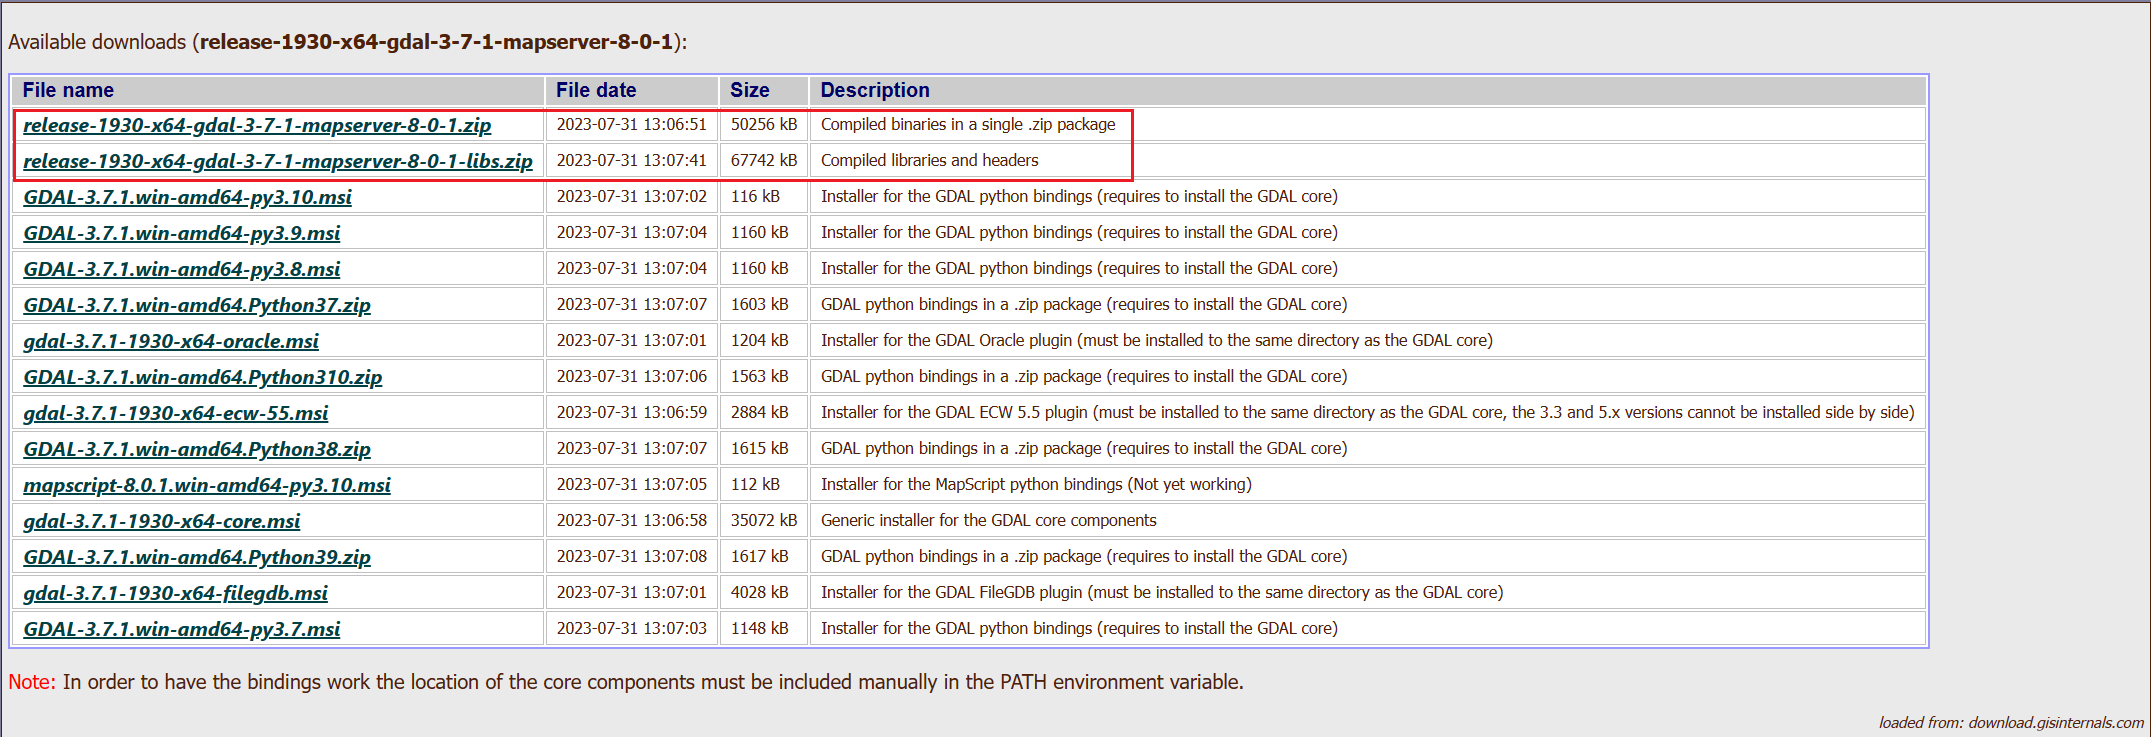 Available downloads (release-1930-x64-gdal-3-7-1-mapserver-8-0-1):
File name File date Size Description
release-1930-x64-gdal-3-7-1-mapserver-8-0-1.zip 2023-07-31 13:06:51 50256 kB Compiled binaries in a single .zip package
release-1930-x64-gdal-3-7-1-mapserver-8-0-1-libs.zip 2023-07-31 13:07:41 67742 kB Compiled libraries and headers
GDAL-3.7.1.win-amd64-py3.10.msi 2023-07-31 13:07:02 116 kB Installer for the GDAL python bindings (requires to install the GDAL core)
GDAL-3.7.1.win-amd64-py3.9.msi 2023-07-31 13:07:04 1160 kB Installer for the GDAL python bindings (requires to install the GDAL core)
GDAL-3.7.1.win-amd64-py3.8.msi 2023-07-31 13:07:04 1160 kB Installer for the GDAL python bindings (requires to install the GDAL core)
GDAL-3.7.1.win-amd64.Python37.zip 2023-07-31 13:07:07 1603 kB GDAL python bindings in a .zip package (requires to install the GDAL core)
gdal-3.7.1-1930-x64-oracle.msi 2023-07-31 13:07:01 1204 kB Installer for the GDAL Oracle plugin (must be installed to the same directory as the GDAL core)
GDAL-3.7.1.win-amd64.Python310.zip 2023-07-31 13:07:06 1563 kB GDAL python bindings in a .zip package (requires to install the GDAL core)
gdal-3.7.1-1930-x64-ecw-55.msi 2023-07-31 13:06:59 2884 kB Installer for the GDAL ECW 5.5 plugin (must be installed to the same directory as the GDAL core, the 3.3 and 5.x versions cannot be installed side by side)
GDAL-3.7.1.win-amd64.Python38.zip 2023-07-31 13:07:07 1615 kB GDAL python bindings in a .zip package (requires to install the GDAL core)
mapscript-8.0.1.win-amd64-py3.10.msi 2023-07-31 13:07:05 112 kB Installer for the MapScript python bindings (Not yet working)
gdal-3.7.1-1930-x64-core.msi 2023-07-31 13:06:58 35072 kB Generic installer for the GDAL core components
GDAL-3.7.1.win-amd64.Python39.zip 2023-07-31 13:07:08 1617 kB GDAL python bindings in a .zip package (requires to install the GDAL core)
gdal-3.7.1-1930-x64-filegdb.msi 2023-07-31 13:07:01 4028 kB Installer for the GDAL FileGDB plugin (must be installed to the same directory as the GDAL core)
GDAL-3.7.1.win-amd64-py3.7.msi 2023-07-31 13:07:03 1148 kB Installer for the GDAL python bindings (requires to install the GDAL core)
Note: In order to have the bindings work the location of the core components must be included manually in the PATH environment variable.
loaded from: download.gisinternals.com